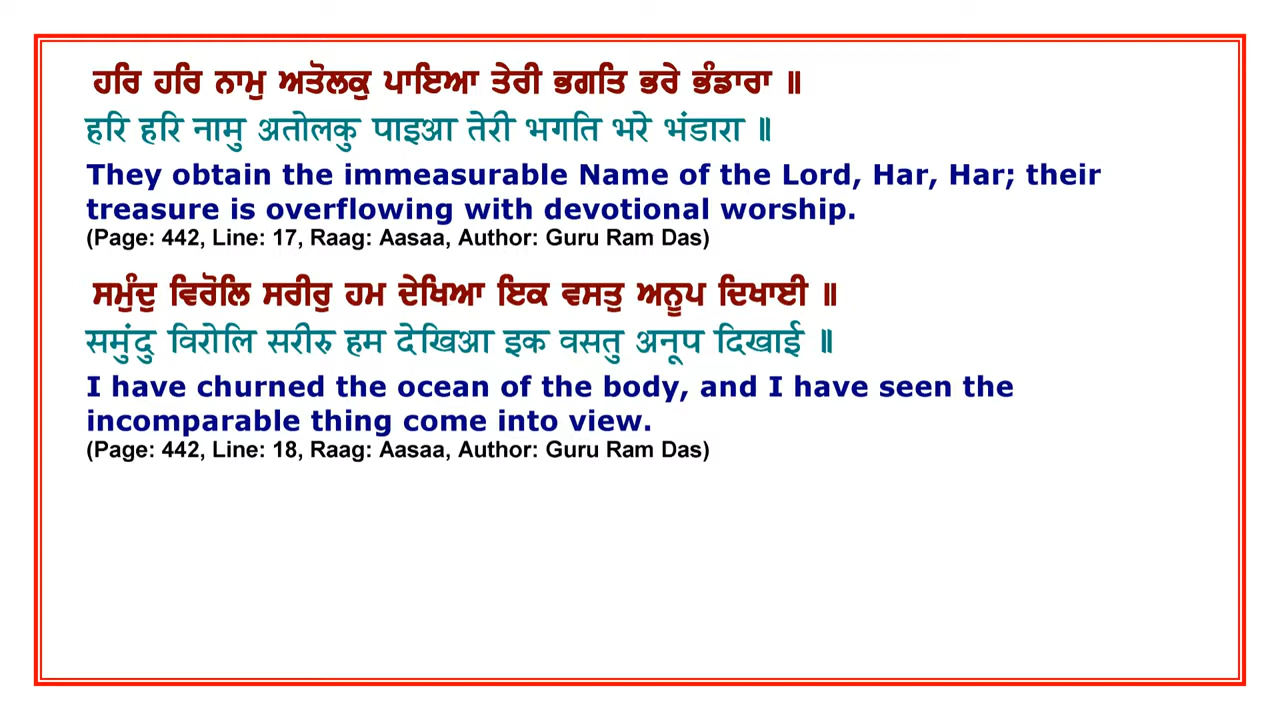 ਹਰਿ ਹਰਿ ਨਾਮੁ ਅਤੋਲਕੁ ਪਾਇਆ ਤੇਰੀ ਭਗਤਿ ਭਰੇ ਭੰਡਾਰਾ ॥
हरि हरि नामु अतोलकु पाइआ तेरी भगति भरे भंडारा ॥
They obtain the immeasurable Name of the Lord, Har, Har; their
treasure is overflowing with devotional worship.
(Page: 442, Line: 17, Raag: Aasaa, Author: Guru Ram Das)
ਸਮੁੰਦੁ ਵਿਰੋਲਿ ਸਰੀਰੁ ਹਮ ਦੇਖਿਆ ਇਕ ਵਸਤੁ ਅਨੂਪ ਦਿਖਾਈ ॥
समुंदु विरोलि सरीरु हम देखिआ इक वसतु अनूप दिखाई ॥
I have churned the ocean of the body, and I have seen the
incomparable thing come into view.
(Page: 442, Line: 18, Raag: Aasaa, Author: Guru Ram Das)